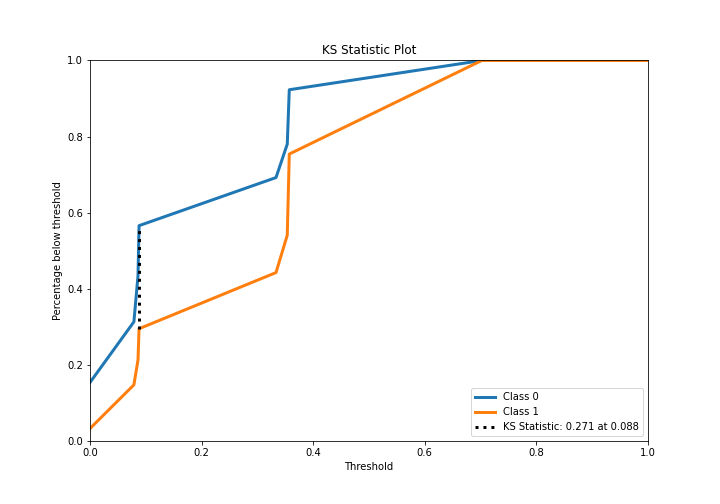 KS Statistic Plot
1.0
0.8
0.6
0.4
0.2
0.0
Percentage below threshold
0.0 0.2 0.4 0.6 0.8 1.0
Threshold
Class 0
Class 1
KS Statistic: 0.271 at 0.088